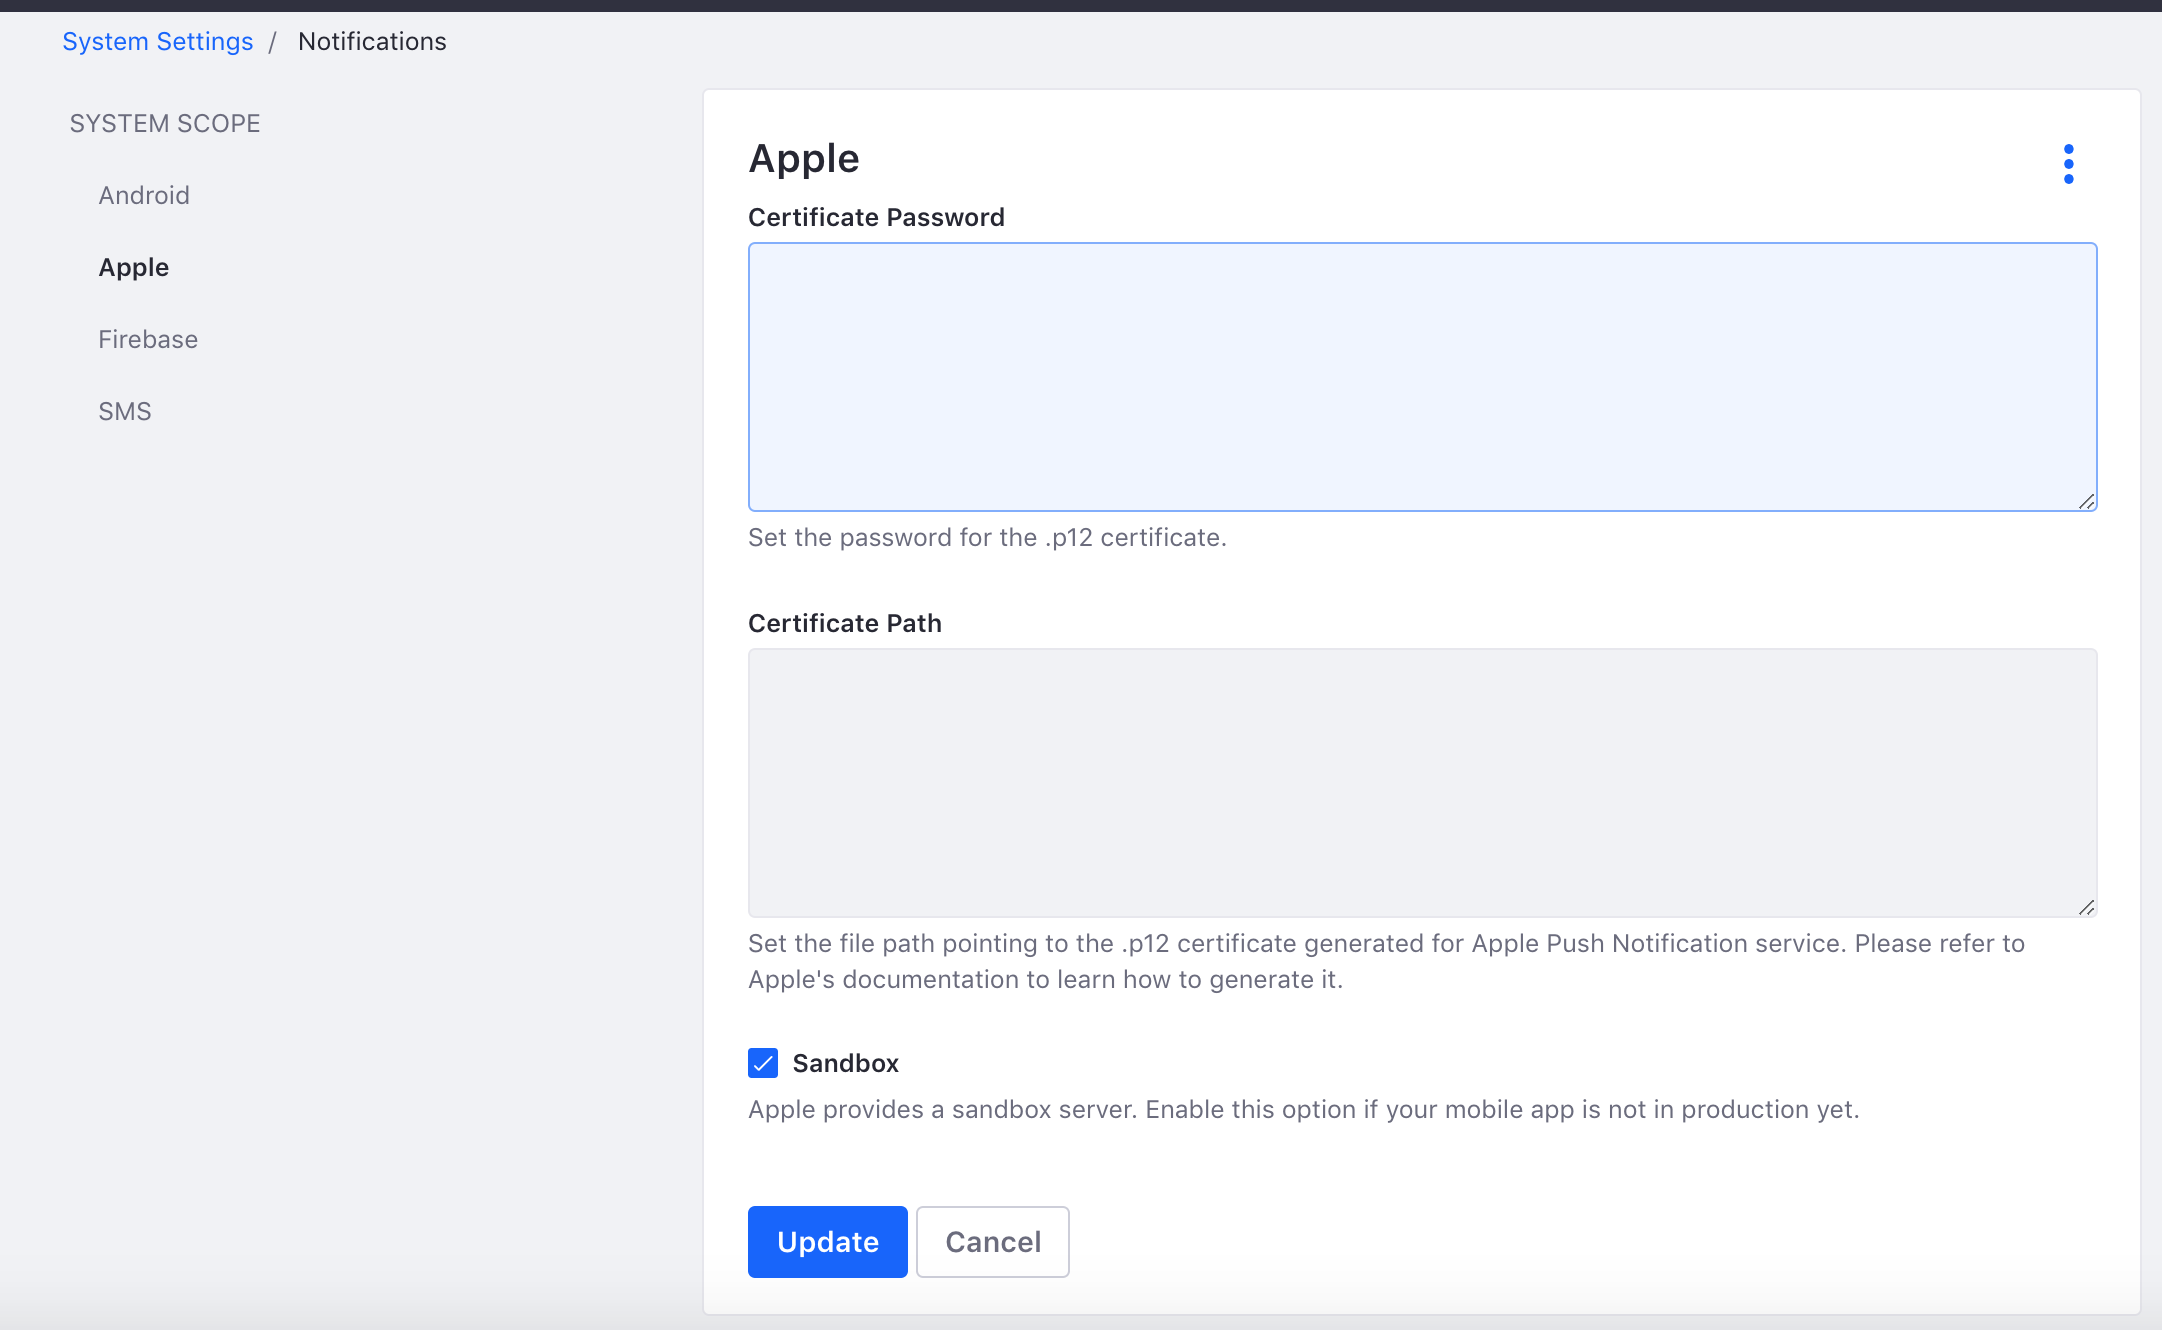 System Settings / Notifications
SYSTEM SCOPE
Android
Apple
Firebase
SMS
Apple
Certificate Password
Set the password for the .p12 certificate.
Certificate Path
Set the file path pointing to the .p12 certificate generated for Apple Push Notification service. Please refer to
Apple's documentation to learn how to generate it.
Sandbox
Apple provides a sandbox server. Enable this option if your mobile app is not in production yet.
Update Cancel